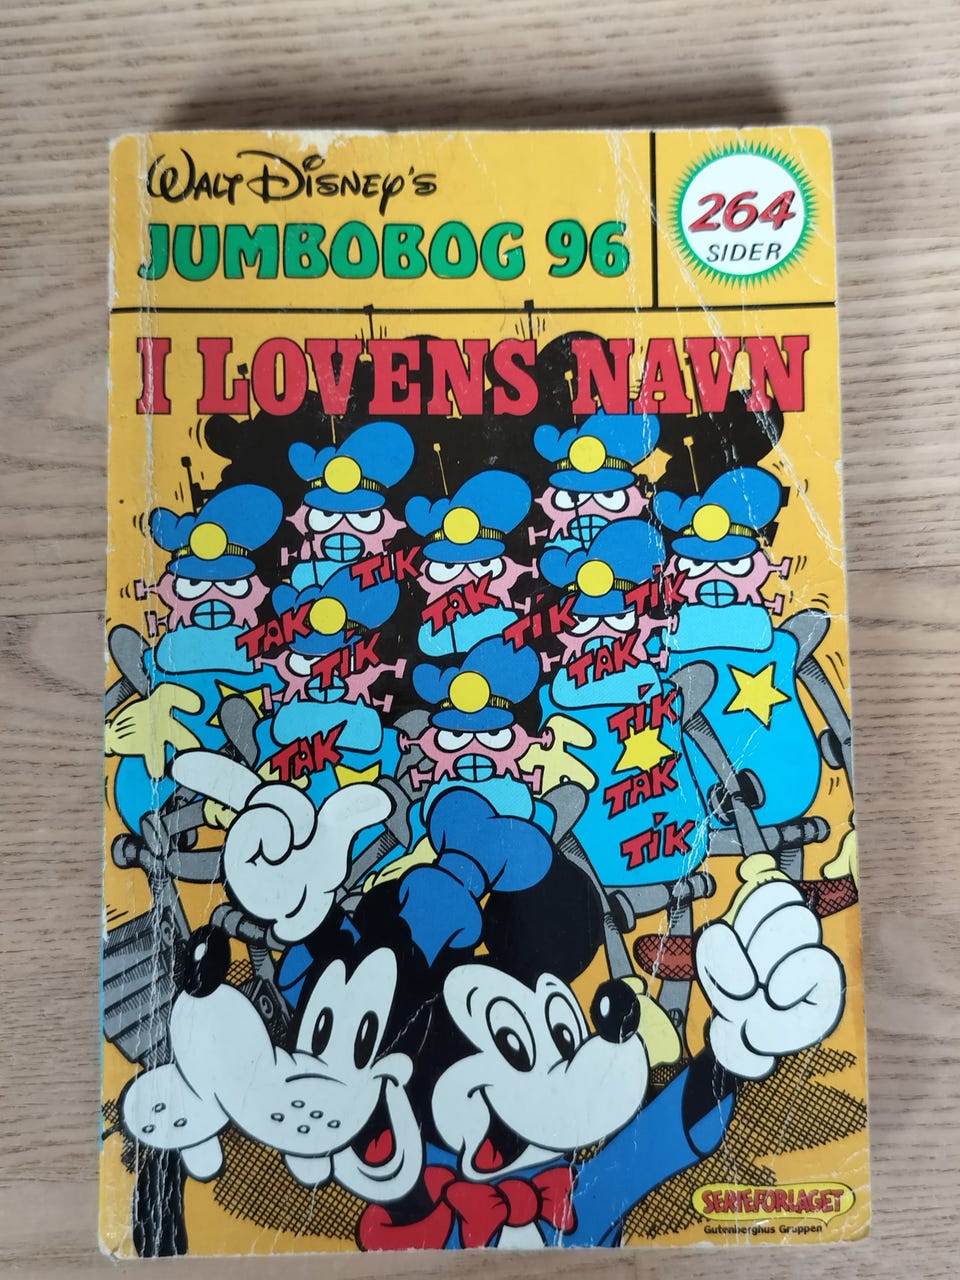 WALT DISNEY'S
JUMBOBOG 96
264
SIDER
I LOVENS NAVN
TIK
TAK
TAK
TIK
TIK
TIK
TAK
TAK
TIK
TAK
TIK
SERIEFORLAGET
Gutenberghus Gruppen